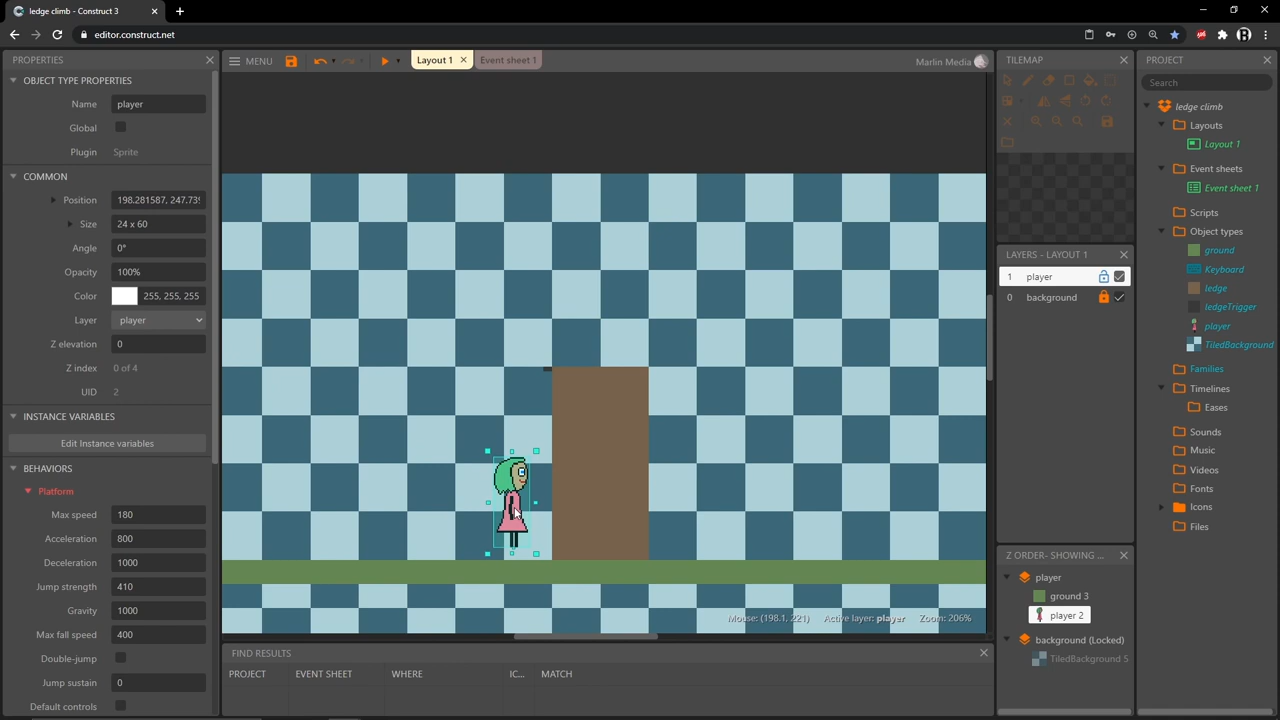 ledge climb
editor.construct.net
PROPERTIES
OBJECT TYPE PROPERTIES
Name player
Global
Plugin Sprite
COMMON
Position 198.281587, 247.739
Size 24 x 60
Angle 0°
Opacity 100%
Color 255, 255, 255
Layer player
Z elevation 0
Z index 0 of 4
UID 2
INSTANCE VARIABLES
Edit Instance variables
BEHAVIORS
Platform
Max speed 180
Acceleration 800
Deceleration 1000
Jump strength 410
Gravity 1000
Max fall speed 400
Double-jump
Jump sustain 0
Default controls
MENU
Layout 1
Event sheet 1
Marlin Media
Mouse: (198.1, 221) Active layer: player Zoom: 206%
FIND RESULTS
PROJECT EVENT SHEET WHERE IC... MATCH
TILEMAP
LAYERS - LAYOUT 1
1 player
0 background
Z ORDER- SHOWING ...
player
ground 3
player 2
background (Locked)
TiledBackground 5
PROJECT
Search
ledge climb
Layouts
Layout 1
Event sheets
Event sheet 1
Scripts
Object types
ground
Keyboard
ledge
ledgeTrigger
player
TiledBackground
Families
Timelines
Eases
Sounds
Music
Videos
Fonts
Icons
Files